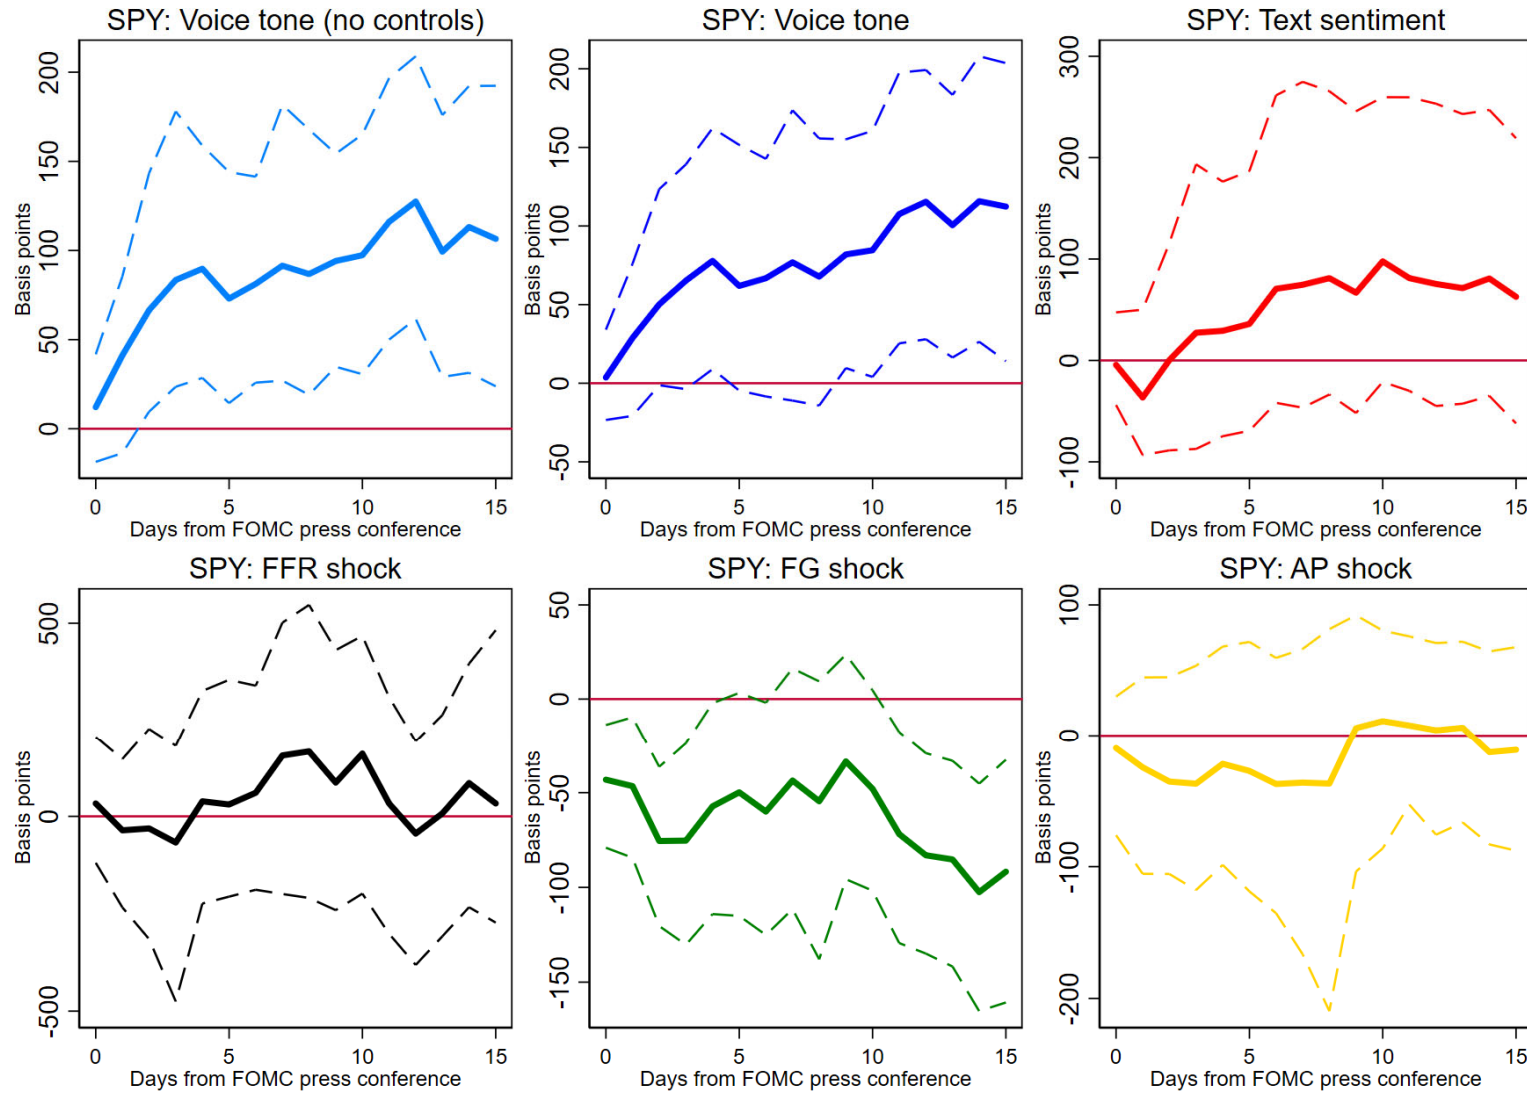 SPY: Voice tone (no controls)
Basis points
200
150
100
50
0
0 5 10 15
Days from FOMC press conference
SPY: Voice tone
Basis points
200
150
100
50
0
-50
0 5 10 15
Days from FOMC press conference
SPY: Text sentiment
Basis points
300
200
100
0
-100
0 5 10 15
Days from FOMC press conference
SPY: FFR shock
Basis points
500
0
-500
0 5 10 15
Days from FOMC press conference
SPY: FG shock
Basis points
50
0
-50
-100
-150
0 5 10 15
Days from FOMC press conference
SPY: AP shock
Basis points
100
0
-100
-200
0 5 10 15
Days from FOMC press conference